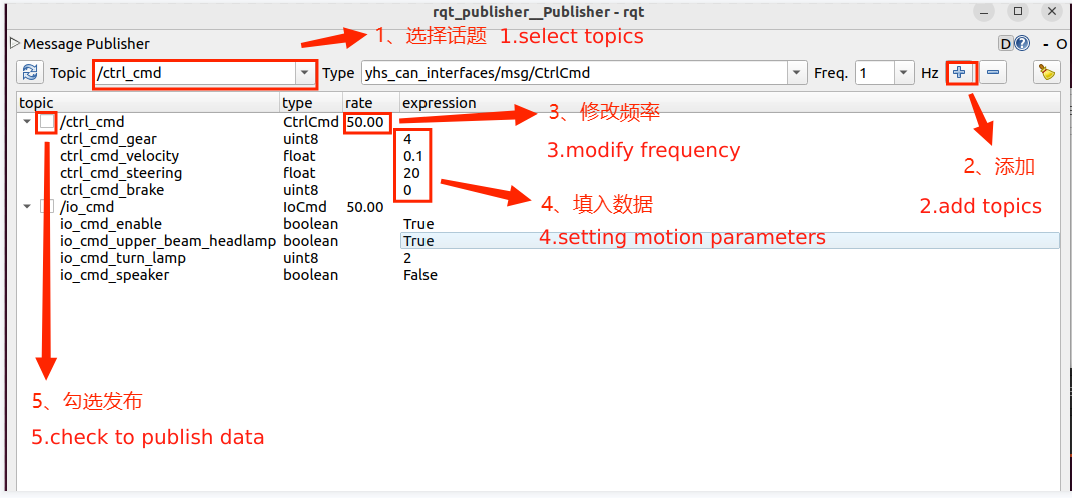 rqt_publisher__Publisher - rqt
1、选择话题 1.select topics
Message Publisher
D - O
Topic /ctrl_cmd Type yhs_can_interfaces/msg/CtrlCmd Freq. 1 Hz
topic type rate expression
/ctrl_cmd CtrlCmd 50.00
3、修改频率
ctrl_cmd_gear uint8 4
3.modify frequency
ctrl_cmd_velocity float 0.1
2、添加
ctrl_cmd_steering float 20
ctrl_cmd_brake uint8 0
4、填入数据
2.add topics
/io_cmd IoCmd 50.00
io_cmd_enable boolean True
4.setting motion parameters
io_cmd_upper_beam_headlamp boolean True
io_cmd_turn_lamp uint8 2
io_cmd_speaker boolean False
5、勾选发布
5.check to publish data